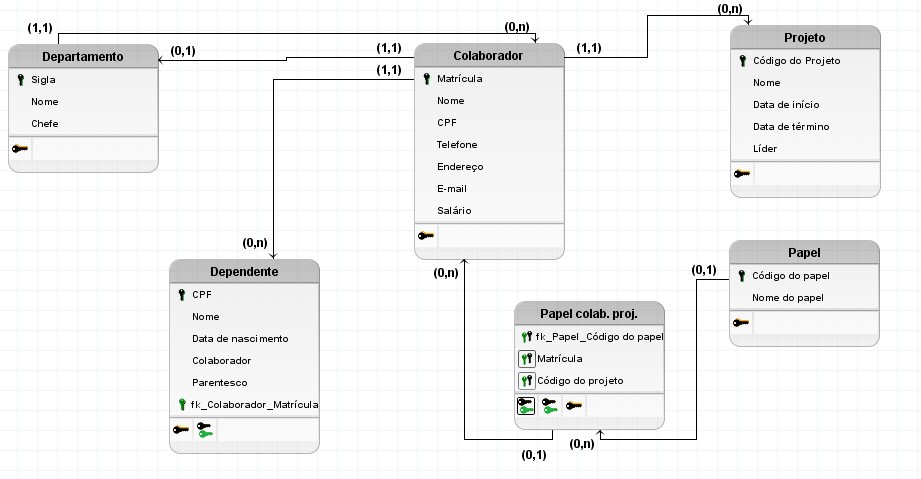 (1,1)
(0,n)
(0,n)
(0,1)
(1,1)
(1,1)
(1,1)
Departamento
Sigla
Nome
Chefe
Colaborador
Matrícula
Nome
CPF
Telefone
Endereço
E-mail
Salário
Projeto
Código do Projeto
Nome
Data de início
Data de término
Líder
(0,n)
(0,n)
(0,1)
Dependente
CPF
Nome
Data de nascimento
Colaborador
Parentesco
fk_Colaborador_Matrícula
Papel colab. proj.
fk_Papel_Código do papel
Matrícula
Código do projeto
Papel
Código do papel
Nome do papel
(0,1)
(0,n)